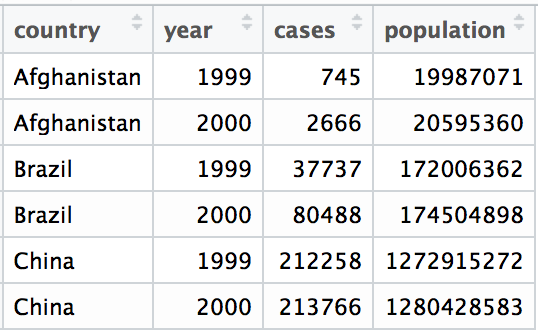 country year cases population
Afghanistan 1999 745 19987071
Afghanistan 2000 2666 20595360
Brazil 1999 37737 172006362
Brazil 2000 80488 174504898
China 1999 212258 1272915272
China 2000 213766 1280428583